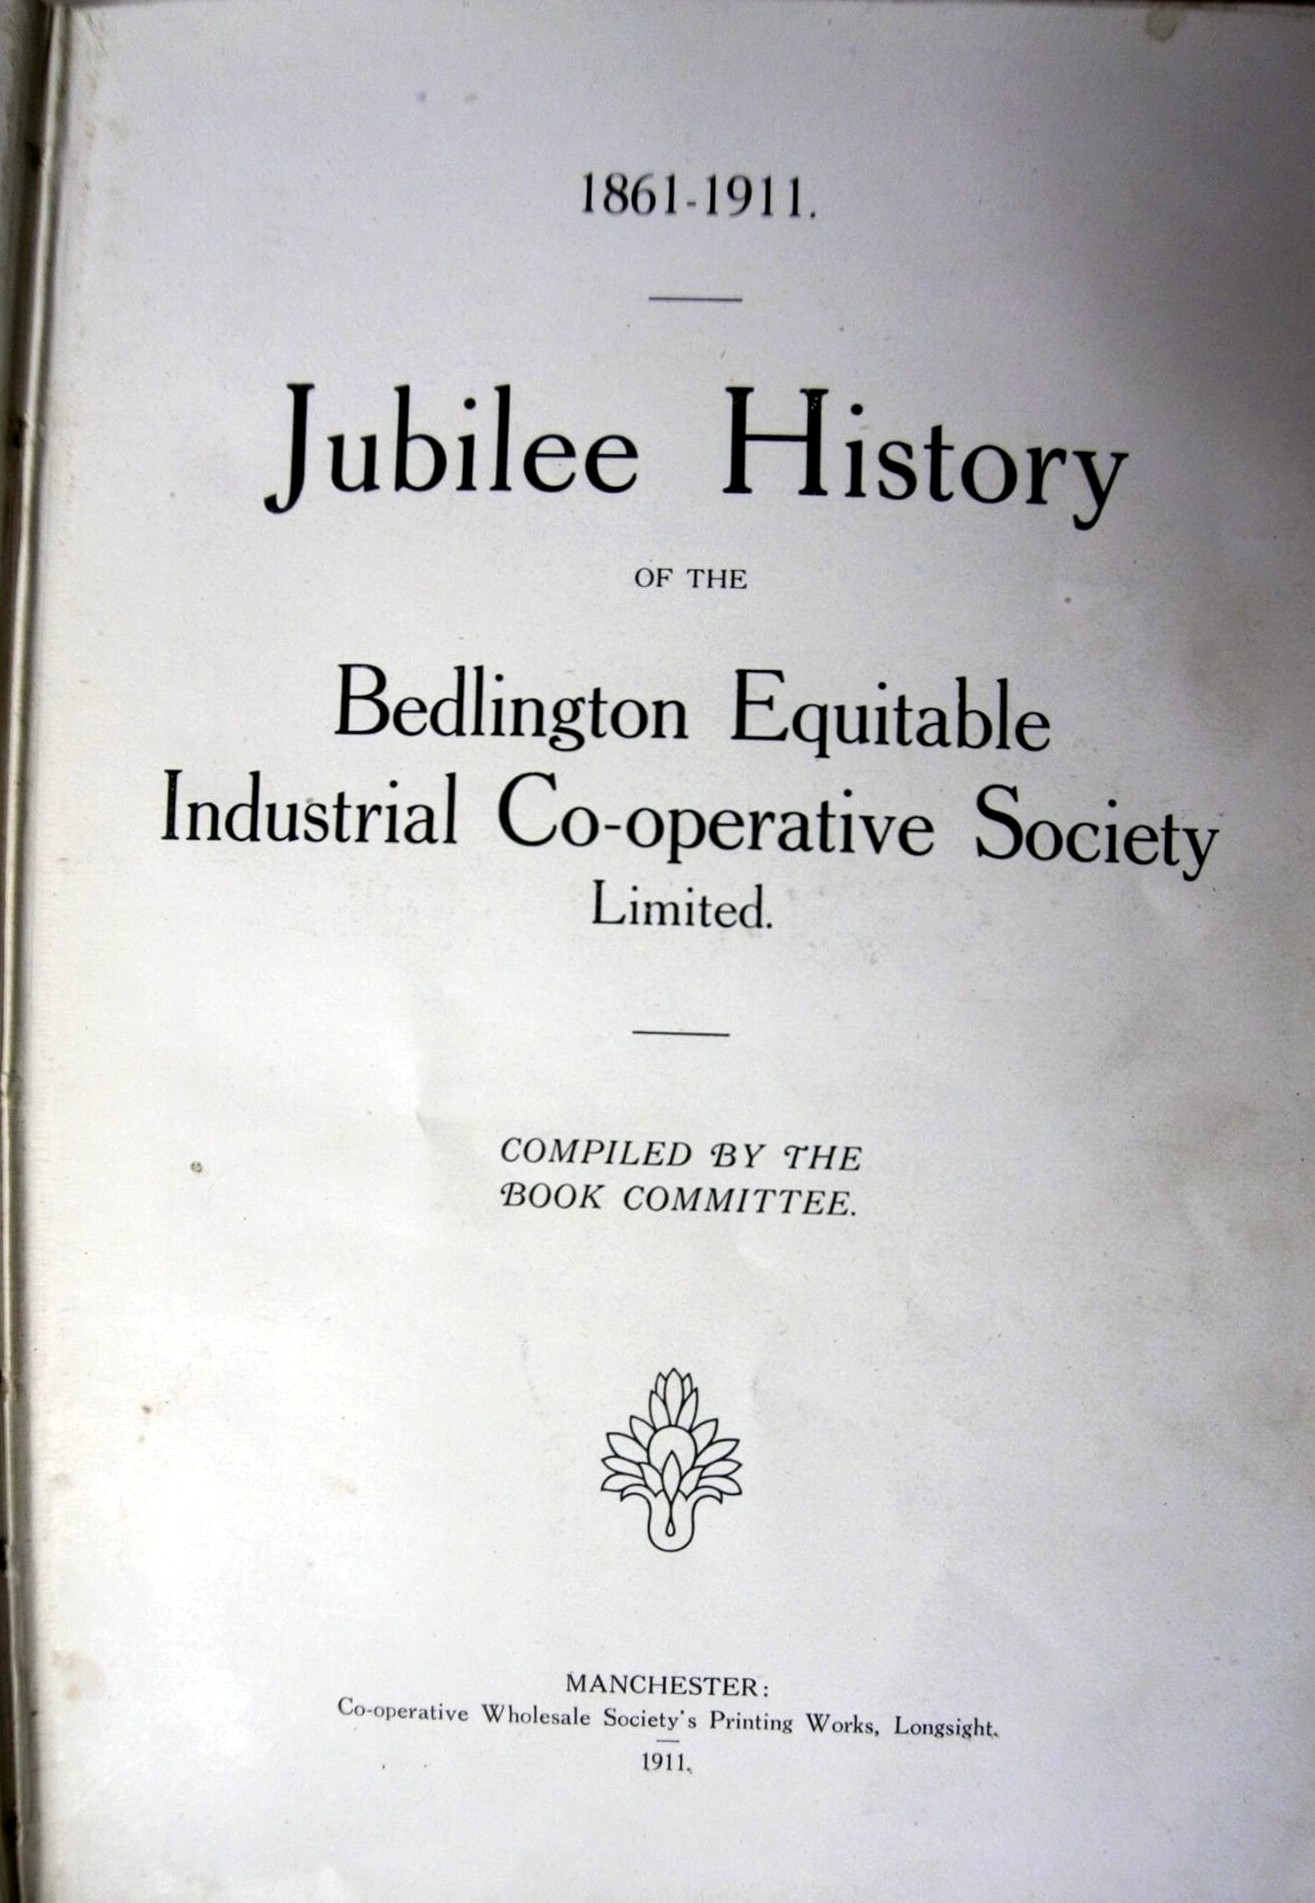 1861-1911.
Jubilee History
OF THE
Bedlington Equitable
Industrial Co-operative Society
Limited.
COMPILED BY THE
BOOK COMMITTEE.
MANCHESTER:
Co-operative Wholesale Society's Printing Works, Longsight.
1911.